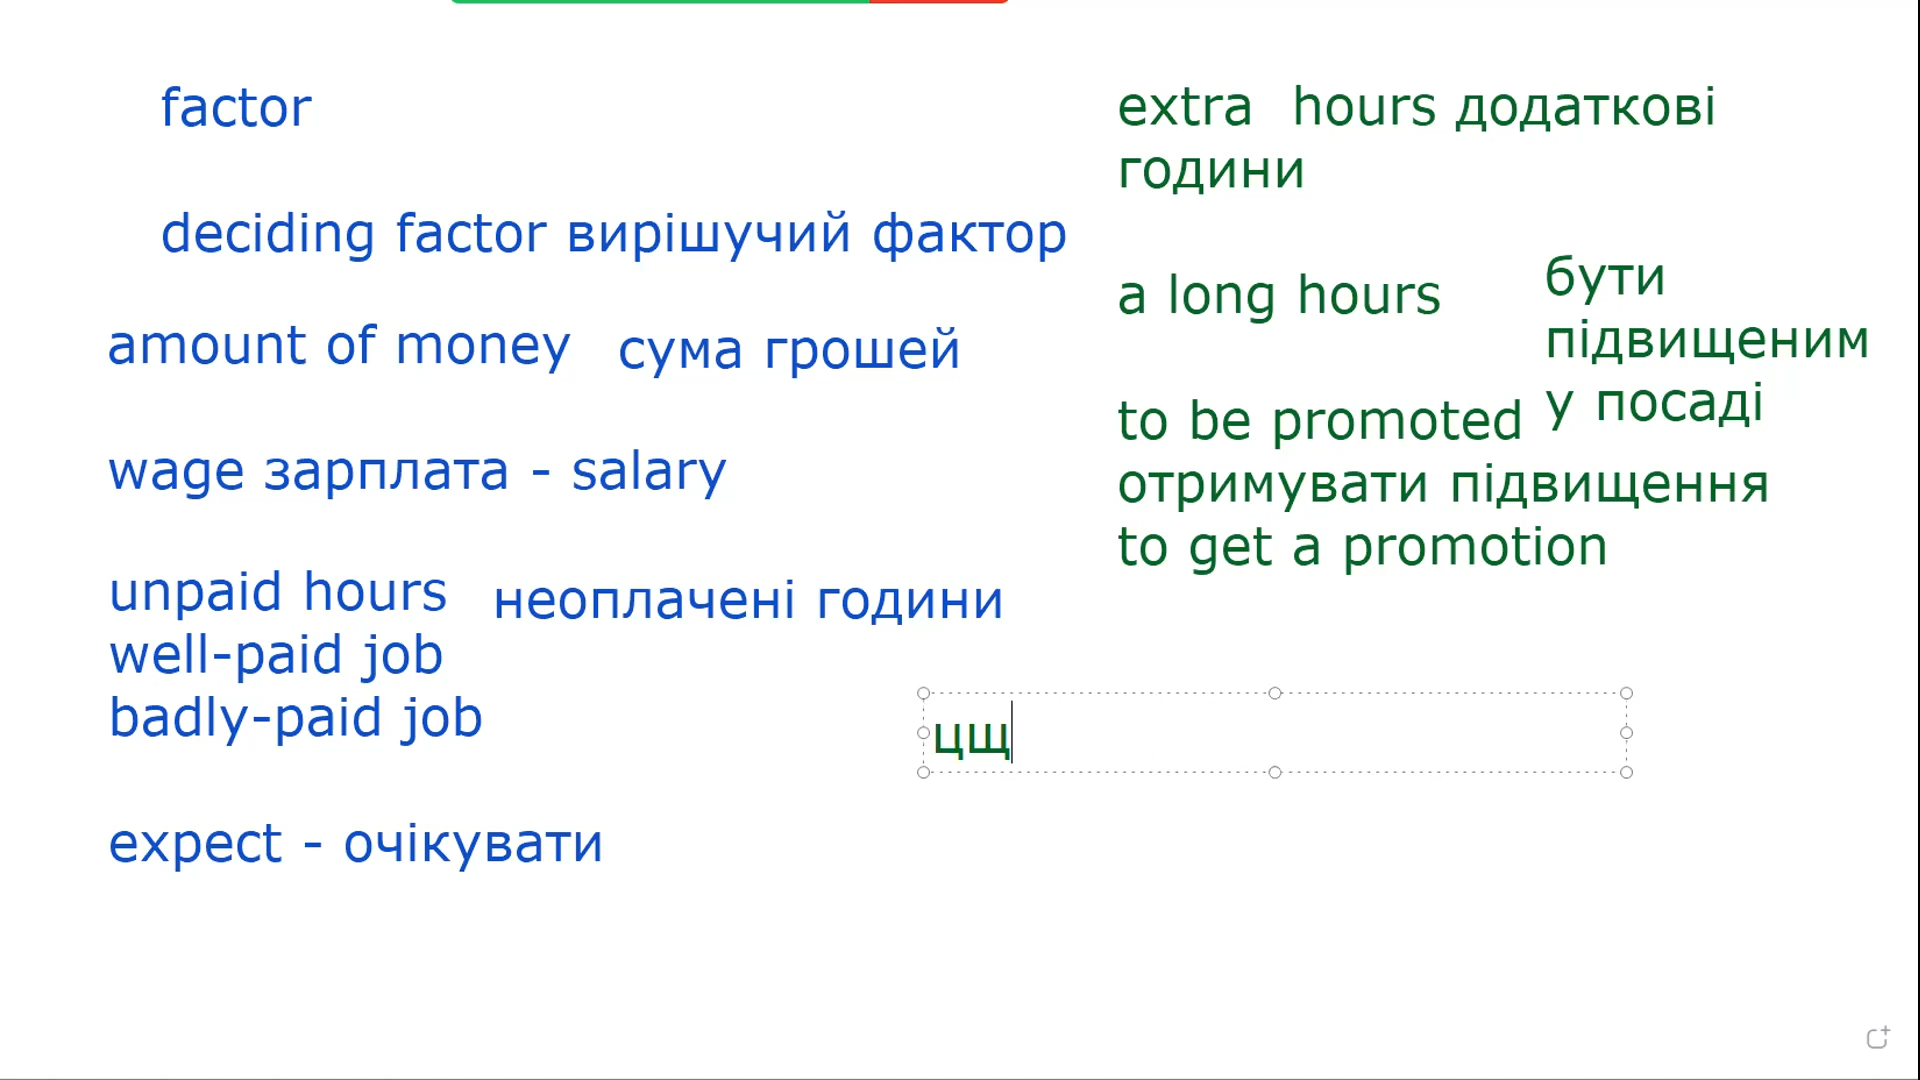 factor
deciding factor вирішучий фактор
amount of money сума грошей
wage зарплата - salary
unpaid hours неоплачені години
well-paid job
badly-paid job
expect - очікувати
extra hours додаткові
години
a long hours
бути
підвищеним
у посаді
to be promoted
отримувати підвищення
to get a promotion
цщ